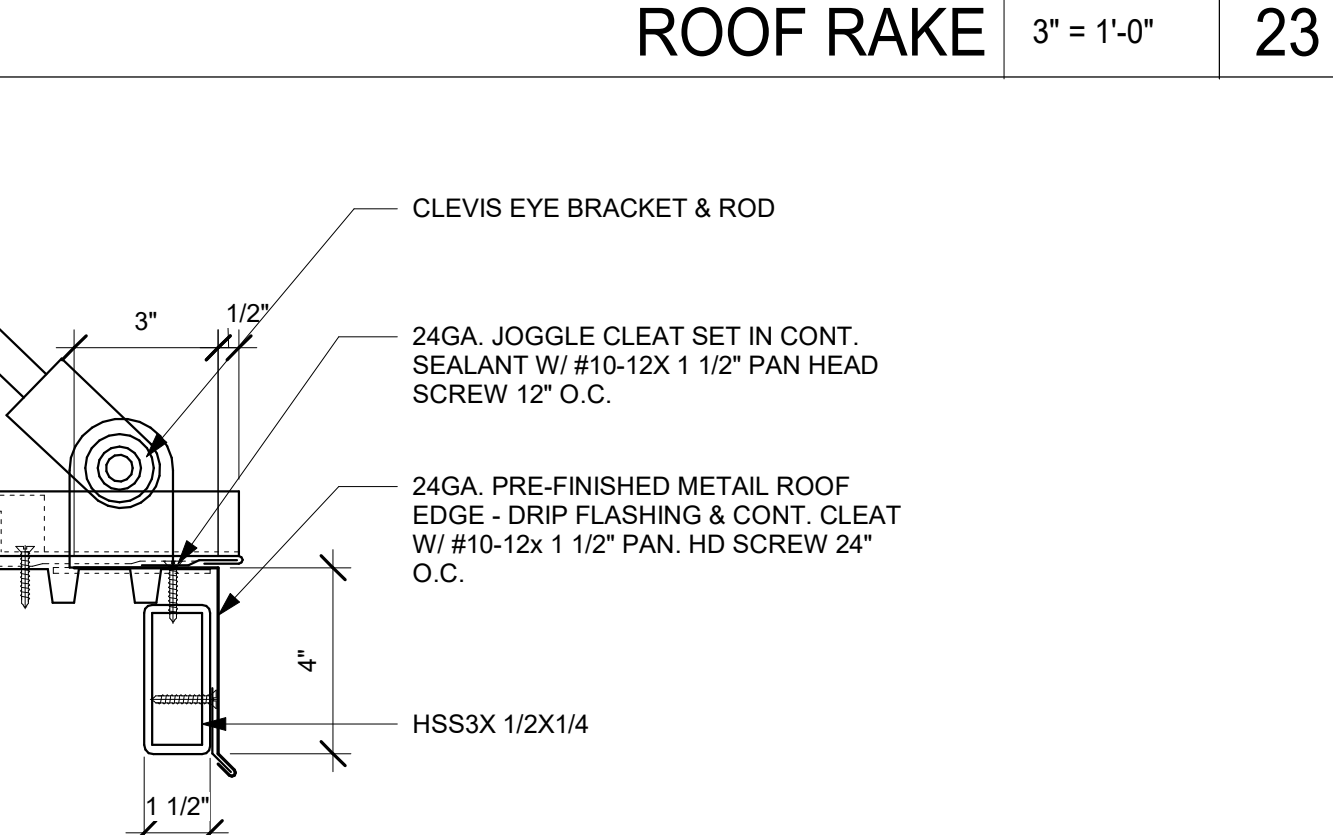 ROOF RAKE 3" = 1'-0" 23
CLEVIS EYE BRACKET & ROD
3" 1/2"
24GA. JOGGLE CLEAT SET IN CONT.
SEALANT W/ #10-12X 1 1/2" PAN HEAD
SCREW 12" O.C.
24GA. PRE-FINISHED METAIL ROOF
EDGE - DRIP FLASHING & CONT. CLEAT
W/ #10-12x 1 1/2" PAN. HD SCREW 24"
O.C.
4"
HSS3X 1/2X1/4
1 1/2"